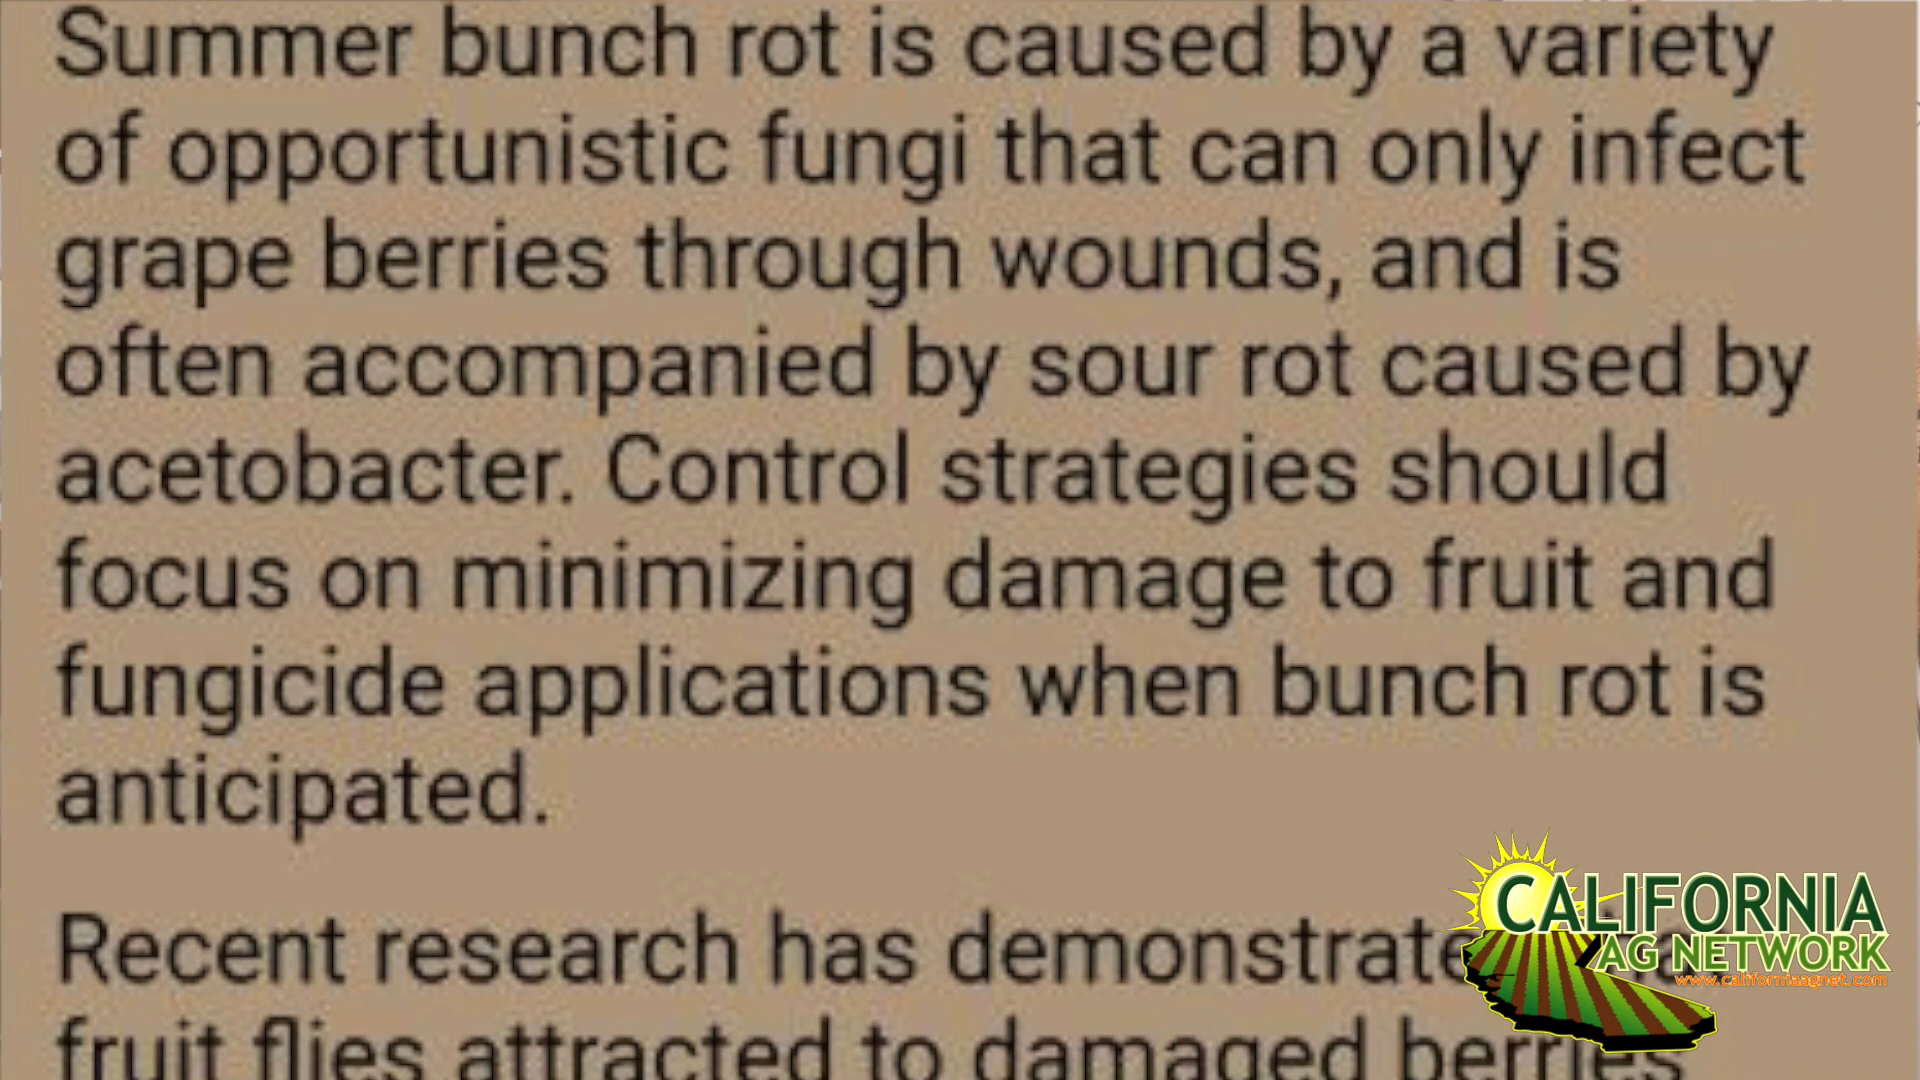 Summer bunch rot is caused by a variety
of opportunistic fungi that can only infect
grape berries through wounds, and is
often accompanied by sour rot caused by
acetobacter. Control strategies should
focus on minimizing damage to fruit and
fungicide applications when bunch rot is
anticipated.
Recent research has demonstrate
fruit flies attracted to damaged berries
CALIFORNIA
AG NETWORK
www.californiaagnet.com